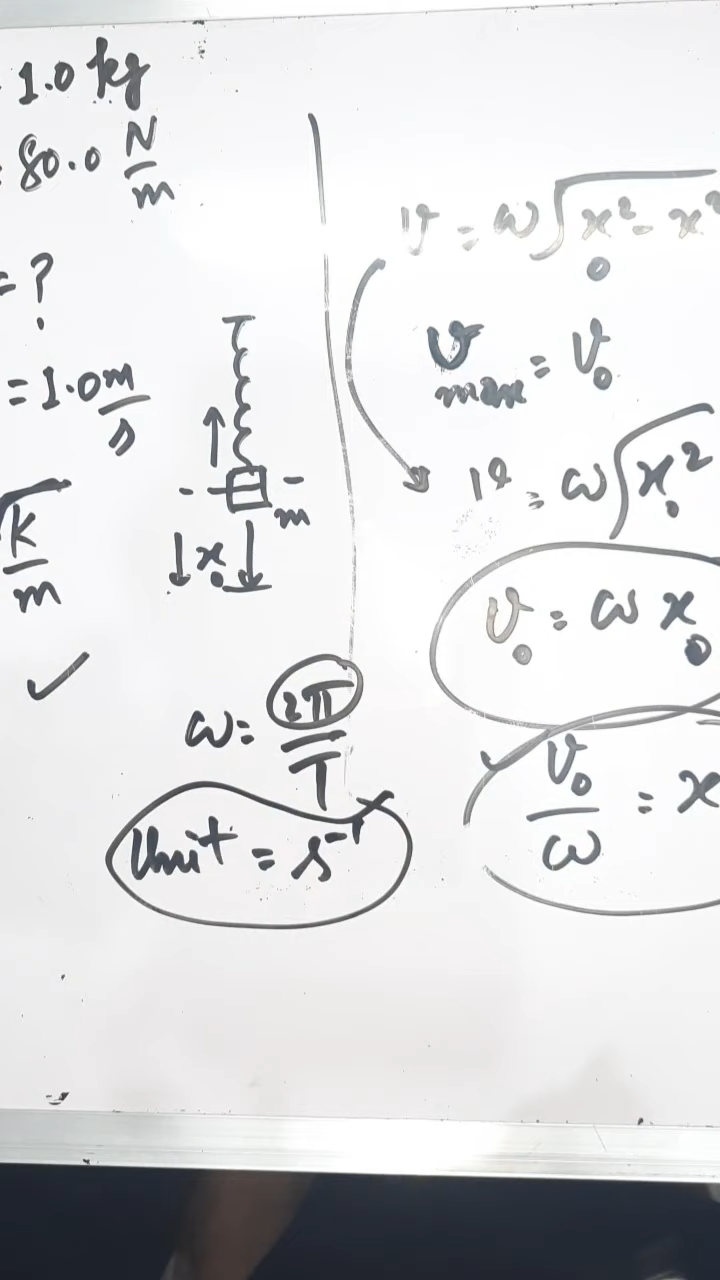 1.0 kg
= 80.0 N/m
= ?
= 1.0 m/s
√K/m
m
x₀
ω = 2π/T
Unit = s⁻¹
v = ω√x₀² - x²
v max = v₀
v = ω√x₀²
v₀ = ω x₀
v₀/ω = x